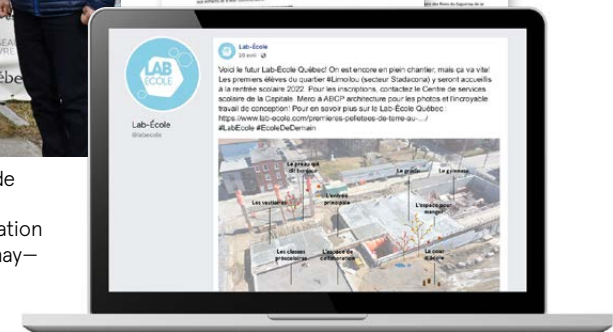 LAB
ÉCOLE
Lab-École
@labecole
Lab-École
Voici le futur Lab-École Québec! On est encore en plein chantier, mais ça va vite!
Les premiers élèves du quartier #Limoilou (secteur Stadacona) y seront accueillis
à la rentrée scolaire 2022. Pour les inscriptions, contactez le Centre de services
scolaire de la Capitale. Merci à ABCP architecture pour les photos et l'incroyable
travail de conception! Pour en savoir plus sur le Lab-École Québec :
https://www.lab-ecole.com/premieres-pelletees-de-terre-au-.../
#LabEcole #EcoleDeDemain
Le préau qui
dit bonjour
Le gradin
Le gymnase
Les vestiaires
L'entrée
principale
L'espace pour
manger
Les classes
préscolaires
L'espace de
collaboration
Le cour
de
ation
nay—